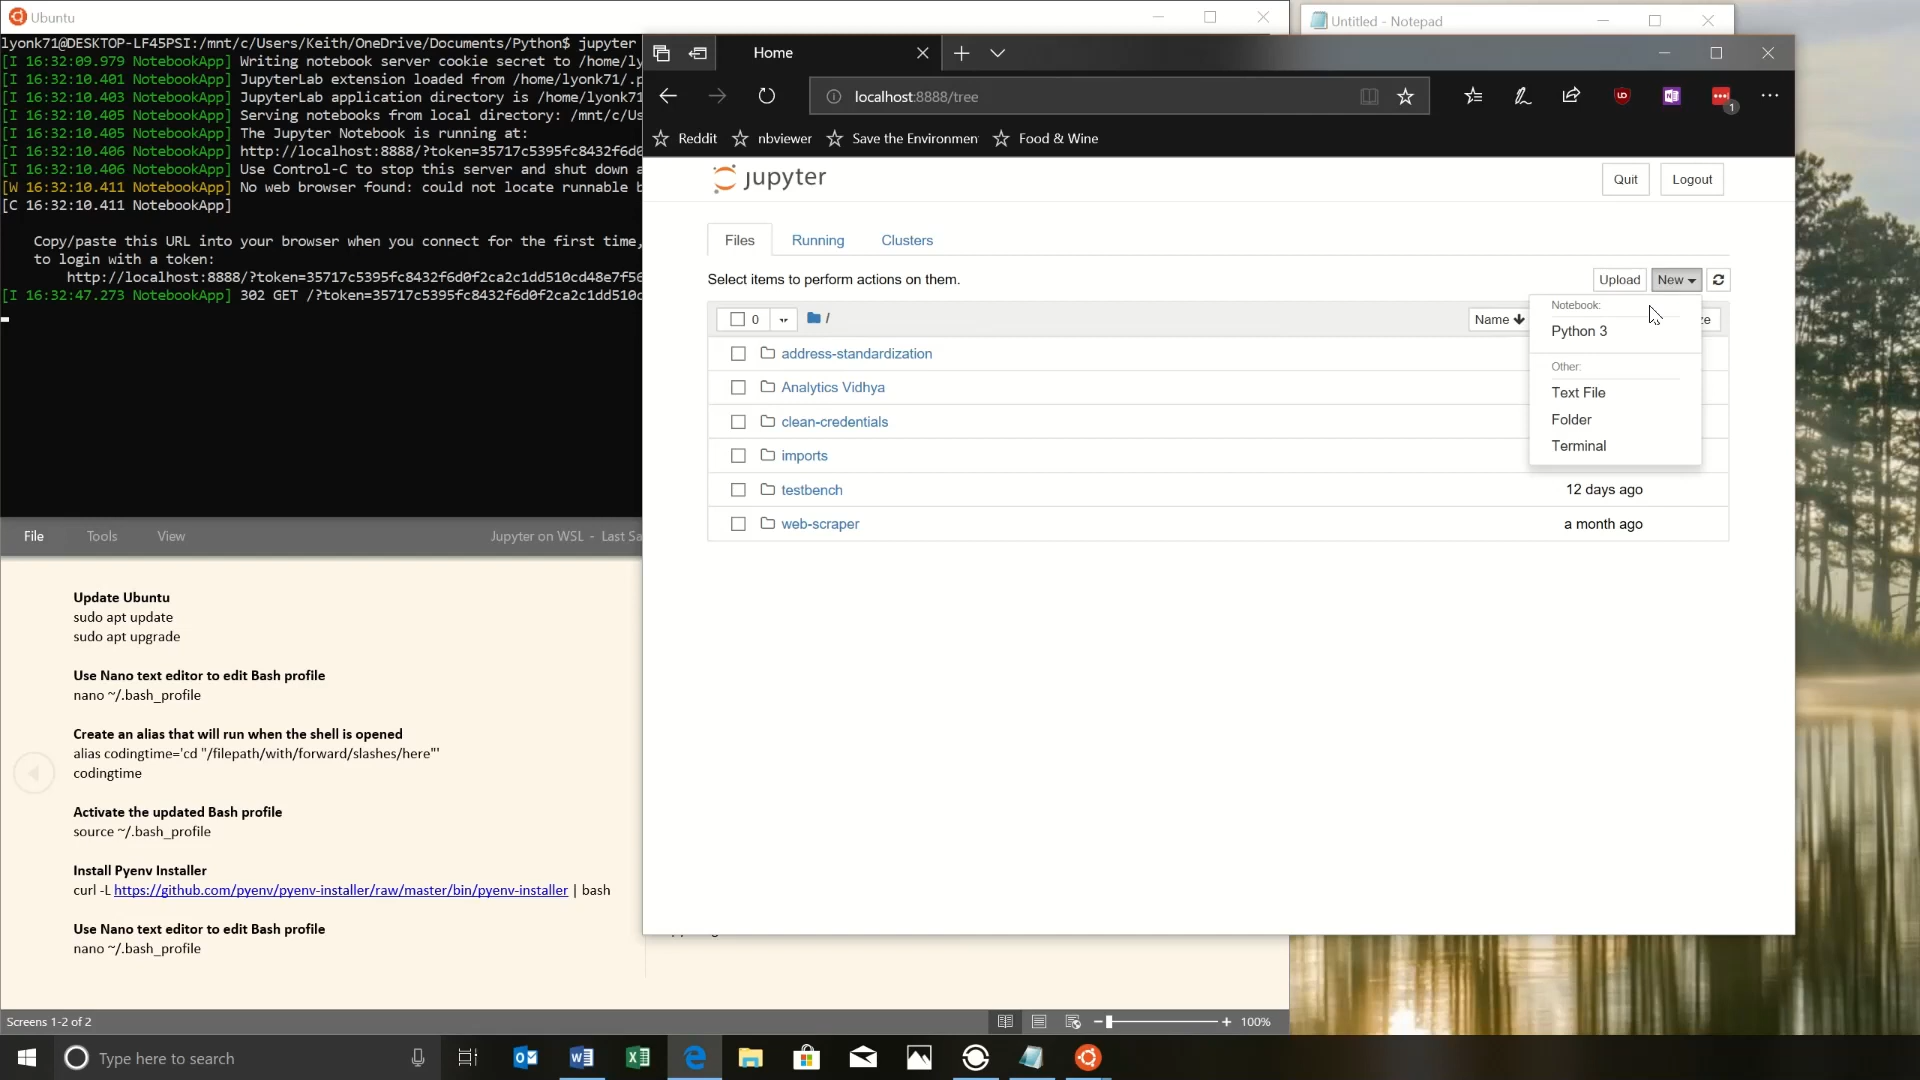 Ubuntu
lyonk71@DESKTOP-LF45PSI:/mnt/c/Users/Keith/OneDrive/Documents/Python$ jupyter
[I 16:32:09.979 NotebookApp] Writing notebook server cookie secret to /home/ly
[I 16:32:10.401 NotebookApp] JupyterLab extension loaded from /home/lyonk71/.p
[I 16:32:10.403 NotebookApp] JupyterLab application directory is /home/lyonk71
[I 16:32:10.405 NotebookApp] Serving notebooks from local directory: /mnt/c/Us
[I 16:32:10.405 NotebookApp] The Jupyter Notebook is running at:
[I 16:32:10.406 NotebookApp] http://localhost:8888/?token=35717c5395fc8432f6d0
[I 16:32:10.406 NotebookApp] Use Control-C to stop this server and shut down a
[W 16:32:10.411 NotebookApp] No web browser found: could not locate runnable b
[C 16:32:10.411 NotebookApp]
Copy/paste this URL into your browser when you connect for the first time,
to login with a token:
http://localhost:8888/?token=35717c5395fc8432f6d0f2ca2c1dd510cd48e7f56
[I 16:32:47.273 NotebookApp] 302 GET /?token=35717c5395fc8432f6d0f2ca2c1dd510c
Untitled - Notepad
Home
localhost:8888/tree
1
Reddit nbviewer Save the Environmen Food & Wine
jupyter
Quit Logout
Files Running Clusters
Select items to perform actions on them.
Upload New
0 /
Name
ze
Notebook:
Python 3
Other:
Text File
Folder
Terminal
address-standardization
Analytics Vidhya
clean-credentials
imports
testbench 12 days ago
web-scraper a month ago
File Tools View Jupyter on WSL - Last Sa
Update Ubuntu
sudo apt update
sudo apt upgrade
Use Nano text editor to edit Bash profile
nano ~/.bash_profile
Create an alias that will run when the shell is opened
alias codingtime='cd "/filepath/with/forward/slashes/here"'
codingtime
Activate the updated Bash profile
source ~/.bash_profile
Install Pyenv Installer
curl -L https://github.com/pyenv/pyenv-installer/raw/master/bin/pyenv-installer | bash
Use Nano text editor to edit Bash profile
nano ~/.bash_profile
Screens 1-2 of 2
100%
Type here to search